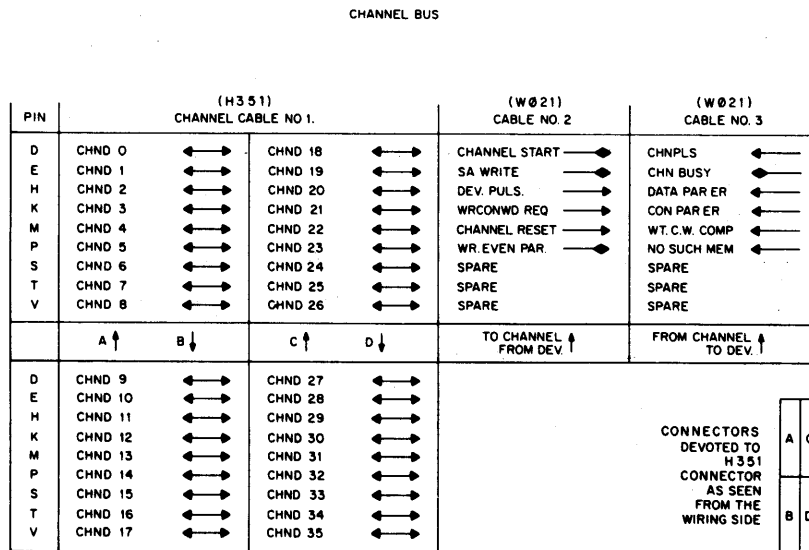 CHANNEL BUS
PIN (H351) CHANNEL CABLE NO 1. (WØ21) CABLE NO. 2 (WØ21) CABLE NO. 3
D CHND 0 CHND 18 CHANNEL START CHNPLS
E CHND 1 CHND 19 SA WRITE CHN BUSY
H CHND 2 CHND 20 DEV. PULS. DATA PAR ER
K CHND 3 CHND 21 WRCONWD REQ CON PAR ER
M CHND 4 CHND 22 CHANNEL RESET WT. C.W. COMP
P CHND 5 CHND 23 WR. EVEN PAR. NO SUCH MEM
S CHND 6 CHND 24 SPARE SPARE
T CHND 7 CHND 25 SPARE SPARE
V CHND 8 CHND 26 SPARE SPARE
A B C D TO CHANNEL FROM DEV. FROM CHANNEL TO DEV.
D CHND 9 CHND 27
E CHND 10 CHND 28
H CHND 11 CHND 29
K CHND 12 CHND 30
M CHND 13 CHND 31
P CHND 14 CHND 32
S CHND 15 CHND 33
T CHND 16 CHND 34
V CHND 17 CHND 35
CONNECTORS
DEVOTED TO
H351
CONNECTOR
AS SEEN
FROM THE
WIRING SIDE
A C
B D